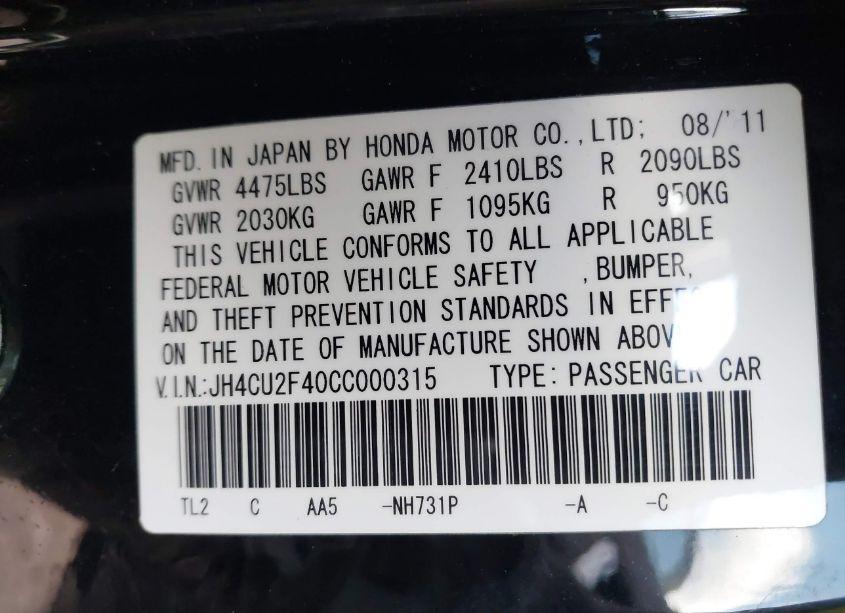 MFD. IN JAPAN BY HONDA MOTOR CO., LTD; 08/'11
GVWR 4475LBS GAWR F 2410LBS R 2090LBS
GVWR 2030KG GAWR F 1095KG R 950KG
THIS VEHICLE CONFORMS TO ALL APPLICABLE
FEDERAL MOTOR VEHICLE SAFETY , BUMPER,
AND THEFT PREVENTION STANDARDS IN EFFECT
ON THE DATE OF MANUFACTURE SHOWN ABOVE
V.I.N.:JH4CU2F40CC000315 TYPE: PASSENGER CAR
TL2 C AA5 -NH731P -A -C